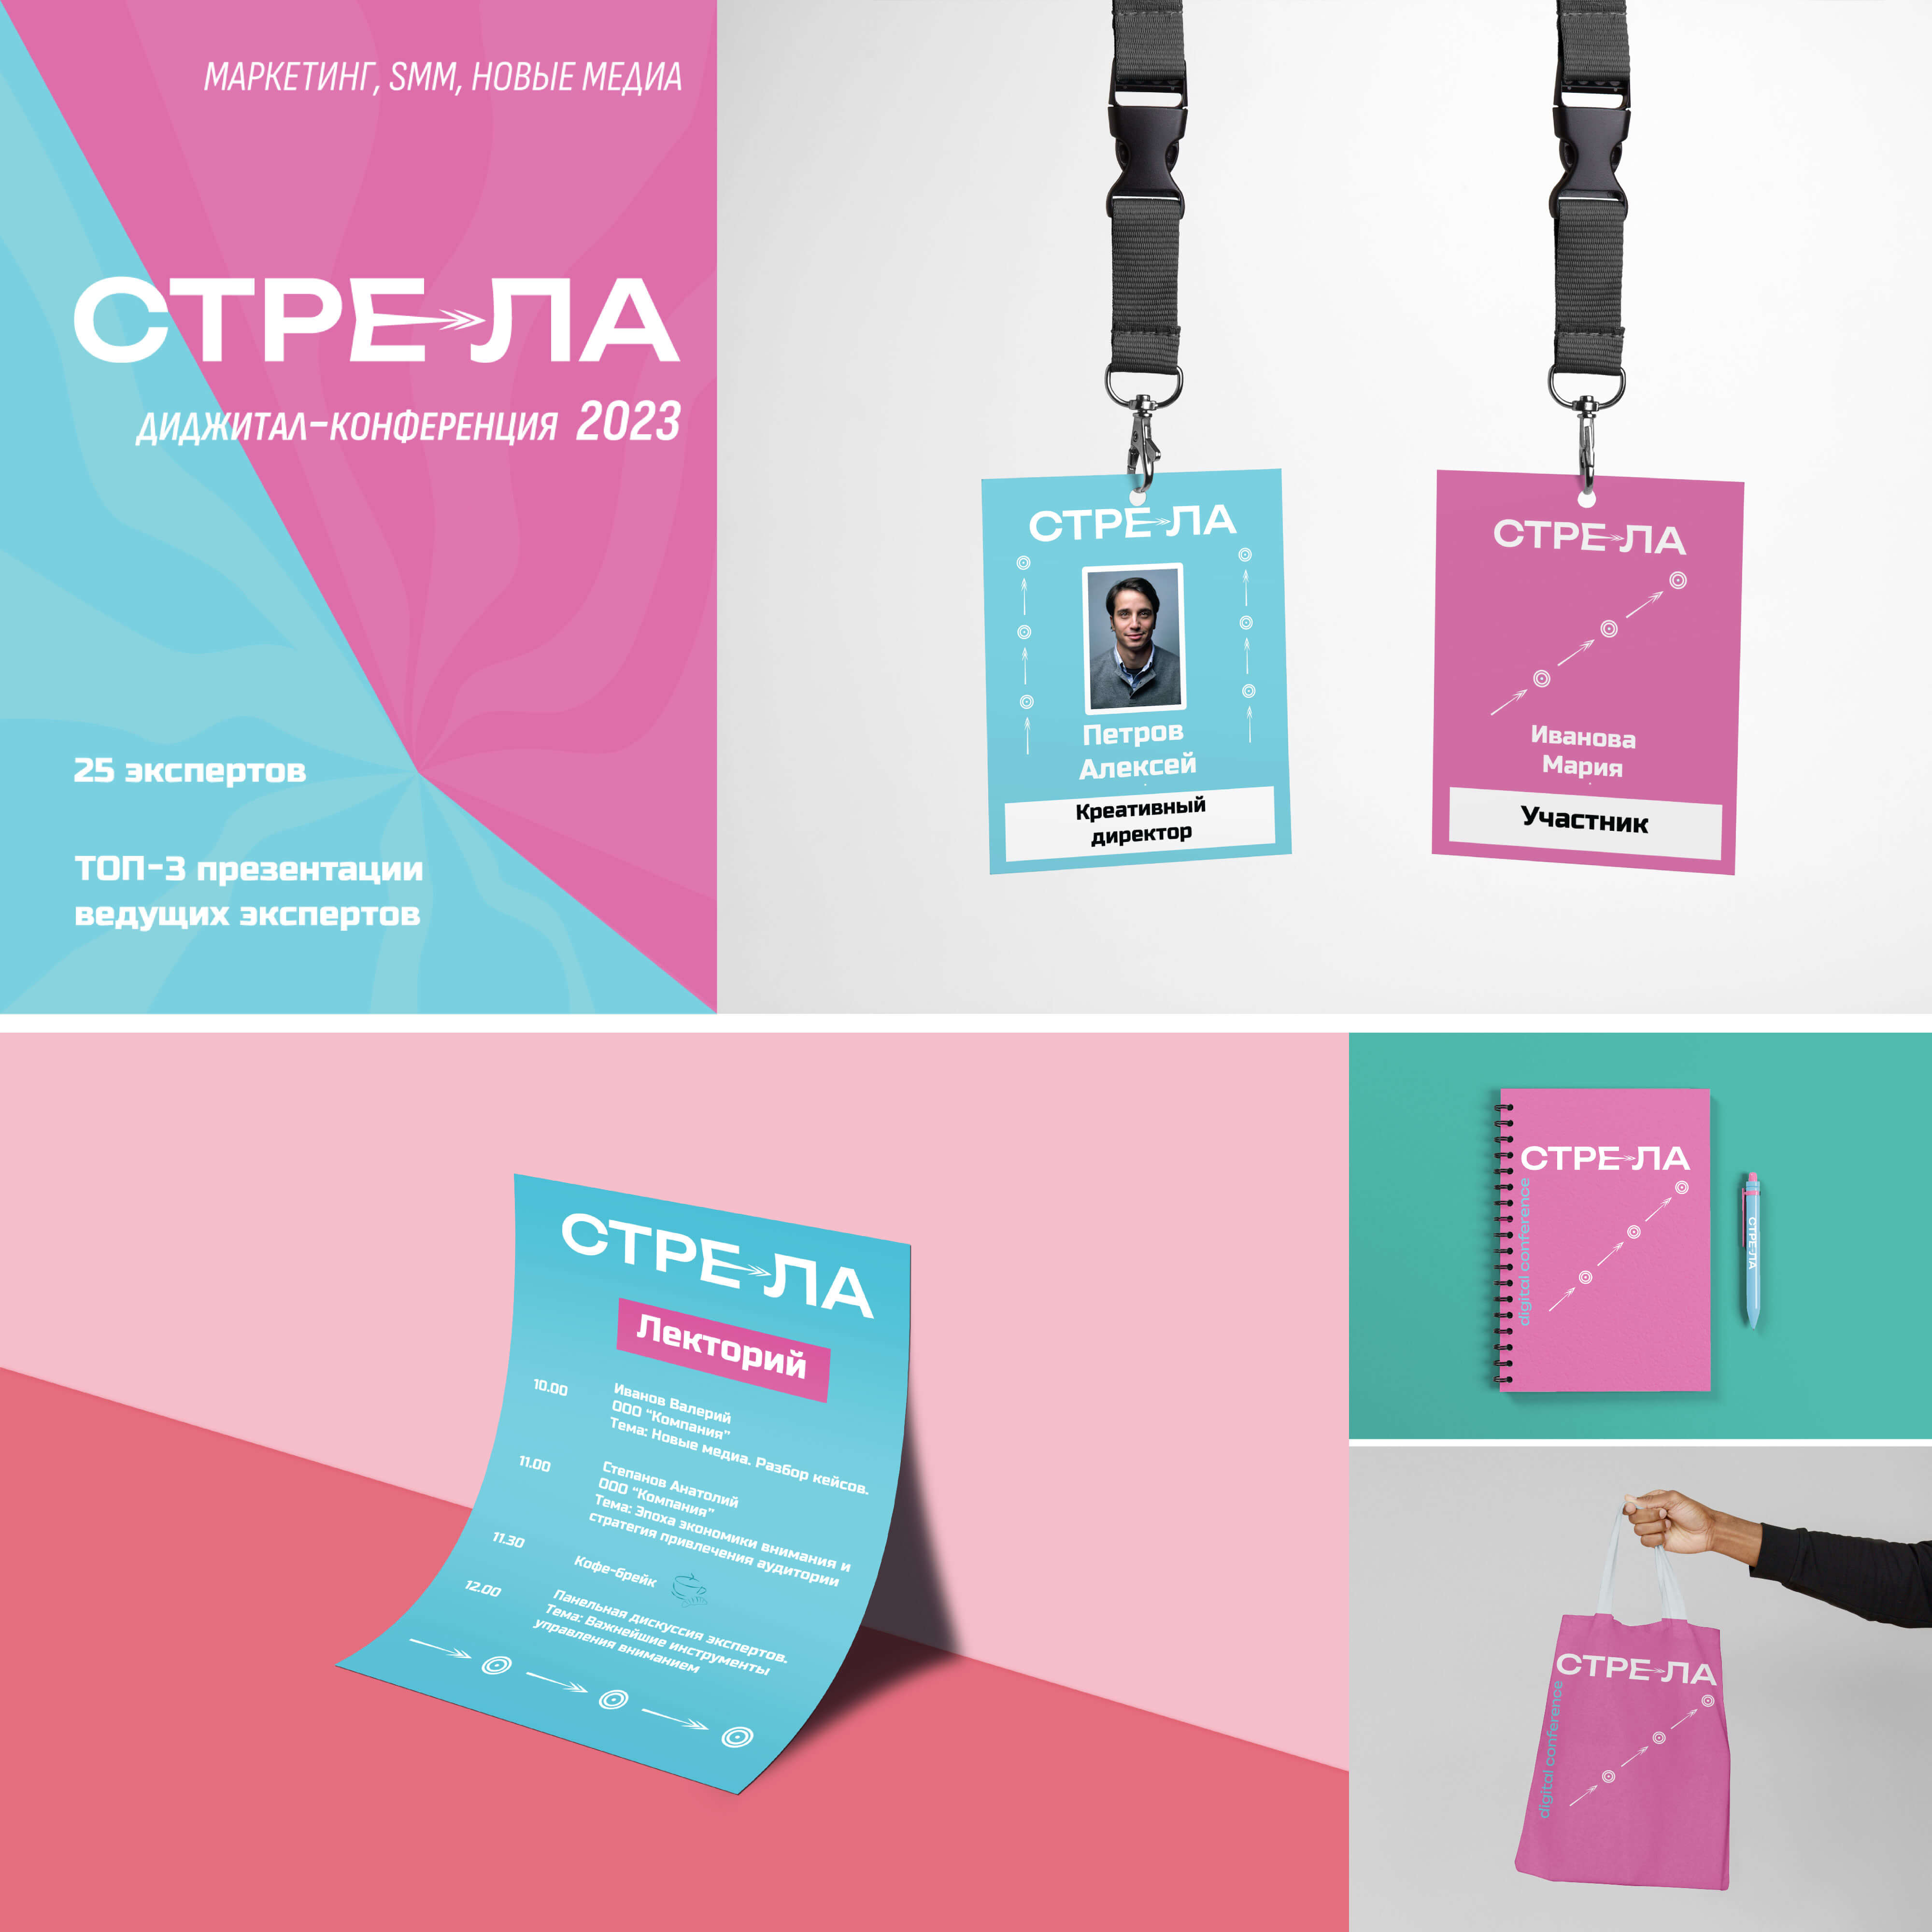 МАРКЕТИНГ, SMM, НОВЫЕ МЕДИА
СТРЕЛА
ДИДЖИТАЛ-КОНФЕРЕНЦИЯ 2023
25 экспертов
ТОП-3 презентации
ведущих экспертов
СТРЕЛА
Петров
Алексей
Креативный
директор
СТРЕЛА
Иванова
Мария
Участник
СТРЕЛА
Лекторий
10.00
Иванов Валерий
ООО “Компания”
Тема: Новые медиа. Разбор кейсов.
11.00
Степанов Анатолий
ООО “Компания”
Тема: Эпоха экономики внимания и
стратегия привлечения аудитории
11.30
Кофе-брейк
12.00
Панельная дискуссия экспертов.
Тема: Важнейшие инструменты
управления вниманием
СТРЕЛА
digital conference
СТРЕЛА
СТРЕЛА
digital conference